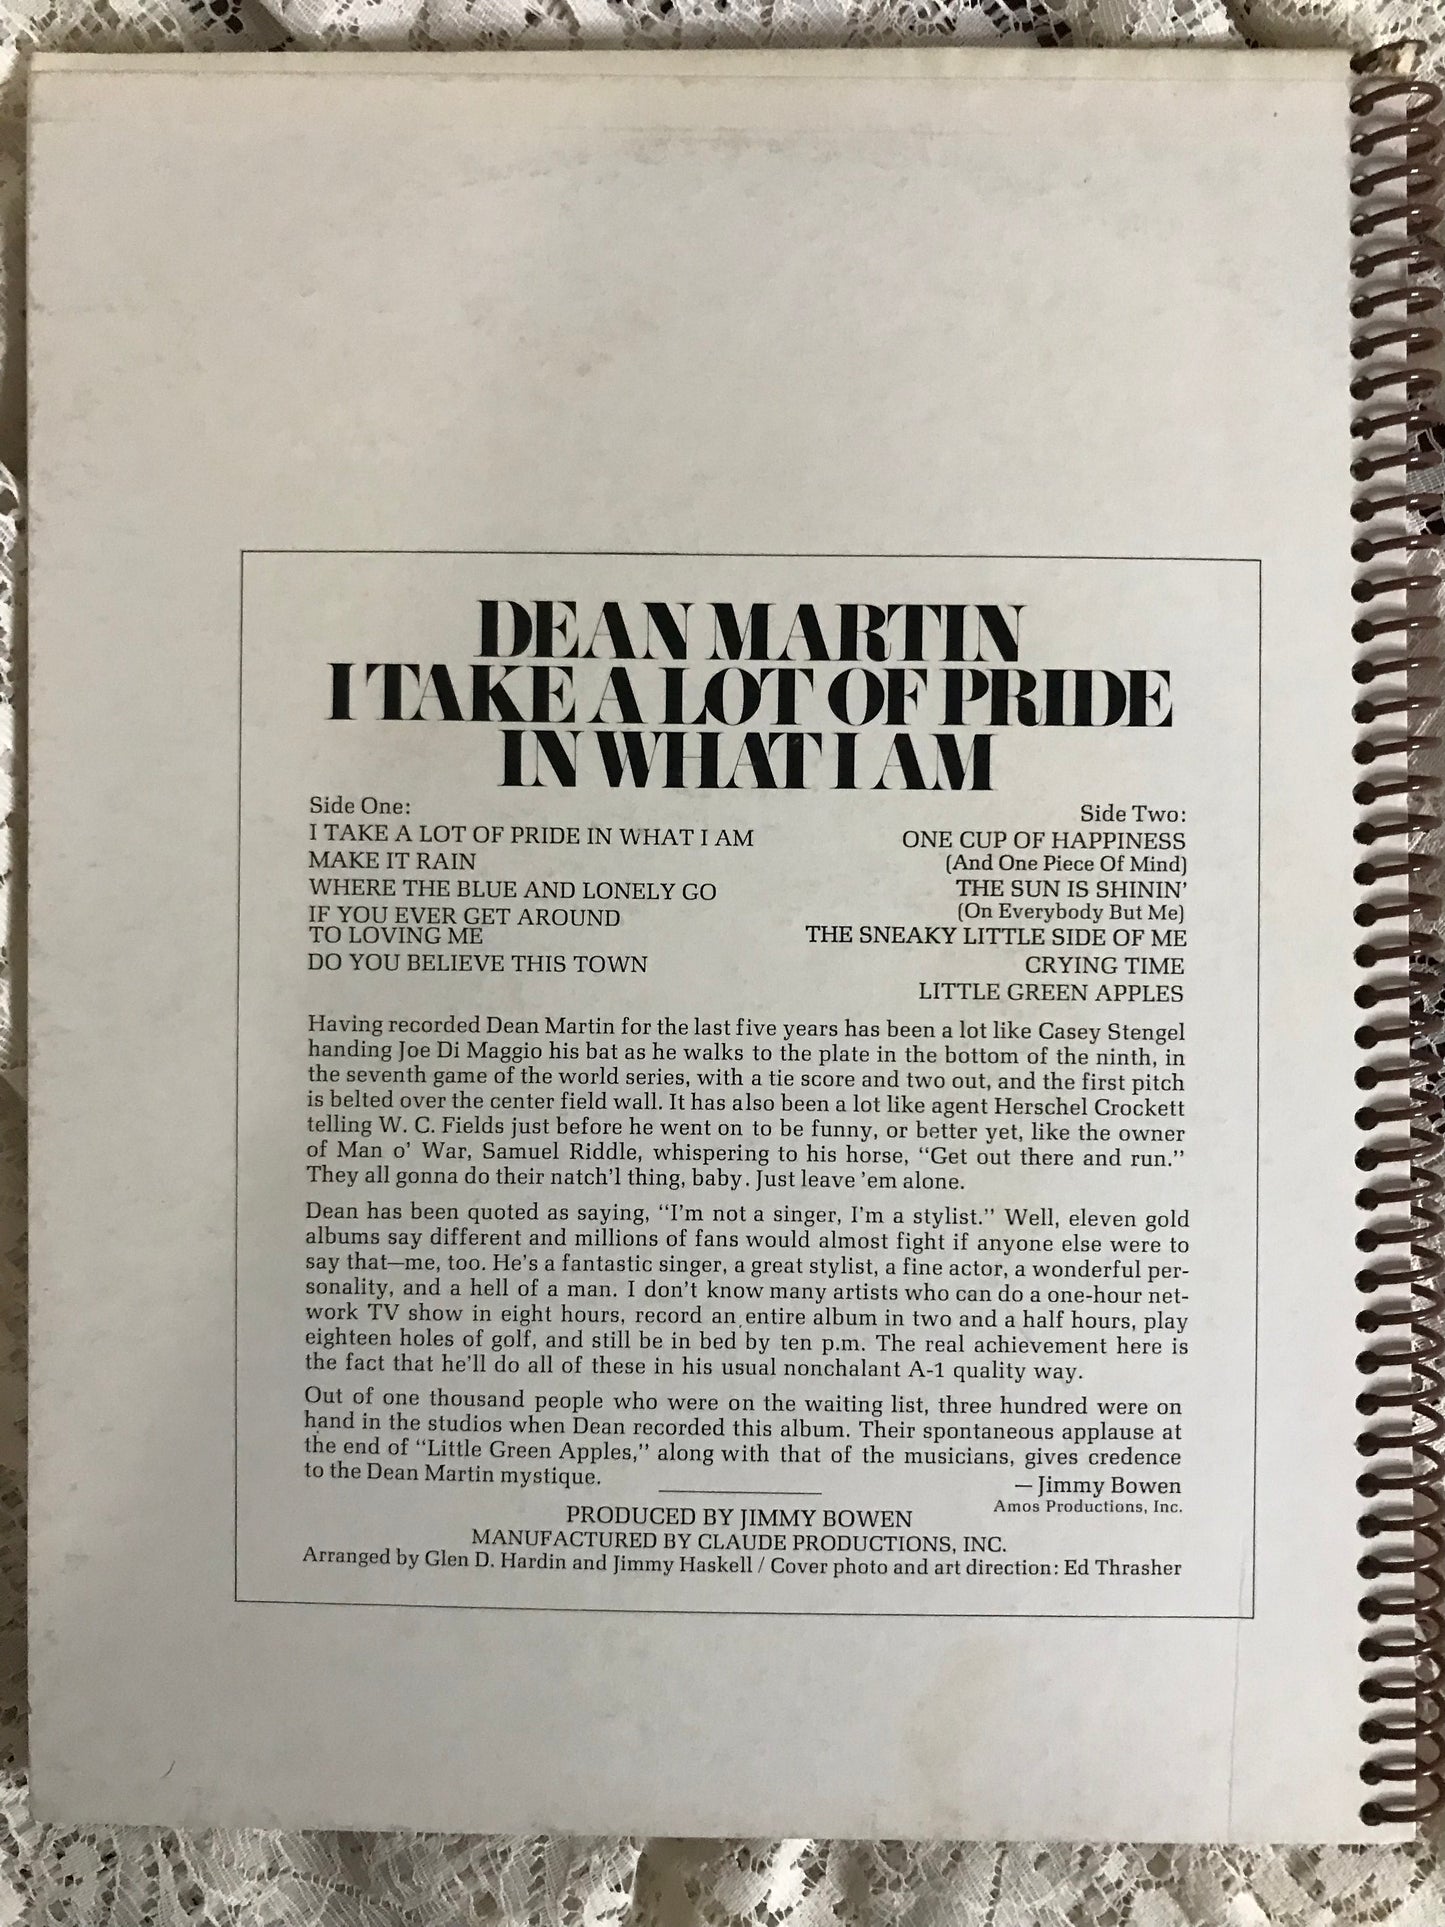 DEAN MARTIN
I TAKE A LOT OF PRIDE
IN WHAT I AM
Side One:
I TAKE A LOT OF PRIDE IN WHAT I AM
MAKE IT RAIN
WHERE THE BLUE AND LONELY GO
IF YOU EVER GET AROUND
TO LOVING ME
DO YOU BELIEVE THIS TOWN
Side Two:
ONE CUP OF HAPPINESS
(And One Piece Of Mind)
THE SUN IS SHININ’
(On Everybody But Me)
THE SNEAKY LITTLE SIDE OF ME
CRYING TIME
LITTLE GREEN APPLES
Having recorded Dean Martin for the last five years has been a lot like Casey Stengel
handing Joe Di Maggio his bat as he walks to the plate in the bottom of the ninth, in
the seventh game of the world series, with a tie score and two out, and the first pitch
is belted over the center field wall. It has also been a lot like agent Herschel Crockett
telling W. C. Fields just before he went on to be funny, or better yet, like the owner
of Man o’ War, Samuel Riddle, whispering to his horse, “Get out there and run.”
They all gonna do their natch’l thing, baby. Just leave ’em alone.
Dean has been quoted as saying, “I’m not a singer, I’m a stylist.” Well, eleven gold
albums say different and millions of fans would almost fight if anyone else were to
say that—me, too. He’s a fantastic singer, a great stylist, a fine actor, a wonderful per-
sonality, and a hell of a man. I don’t know many artists who can do a one-hour net-
work TV show in eight hours, record an entire album in two and a half hours, play
eighteen holes of golf, and still be in bed by ten p.m. The real achievement here is
the fact that he’ll do all of these in his usual nonchalant A-1 quality way.
Out of one thousand people who were on the waiting list, three hundred were on
hand in the studios when Dean recorded this album. Their spontaneous applause at
the end of “Little Green Apples,” along with that of the musicians, gives credence
to the Dean Martin mystique.
— Jimmy Bowen
Amos Productions, Inc.
PRODUCED BY JIMMY BOWEN
MANUFACTURED BY CLAUDE PRODUCTIONS, INC.
Arranged by Glen D. Hardin and Jimmy Haskell / Cover photo and art direction: Ed Thrasher